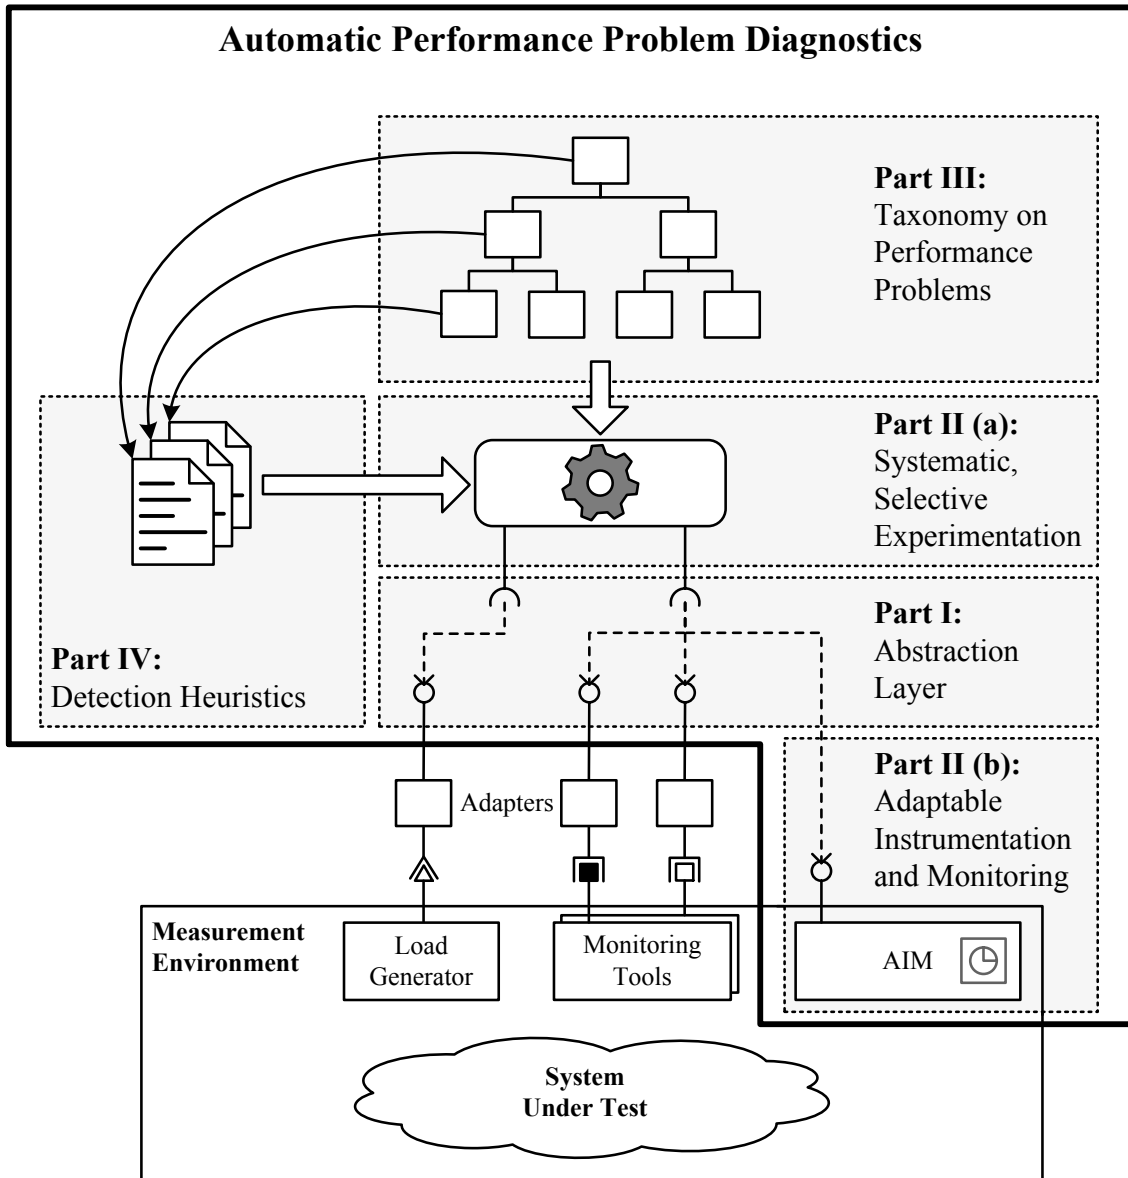 Automatic Performance Problem Diagnostics
Part III:
Taxonomy on
Performance
Problems
Part II (a):
Systematic,
Selective
Experimentation
Part IV:
Detection Heuristics
Part I:
Abstraction
Layer
Part II (b):
Adaptable
Instrumentation
and Monitoring
Adapters
Measurement
Environment
Load
Generator
Monitoring
Tools
AIM
System
Under Test